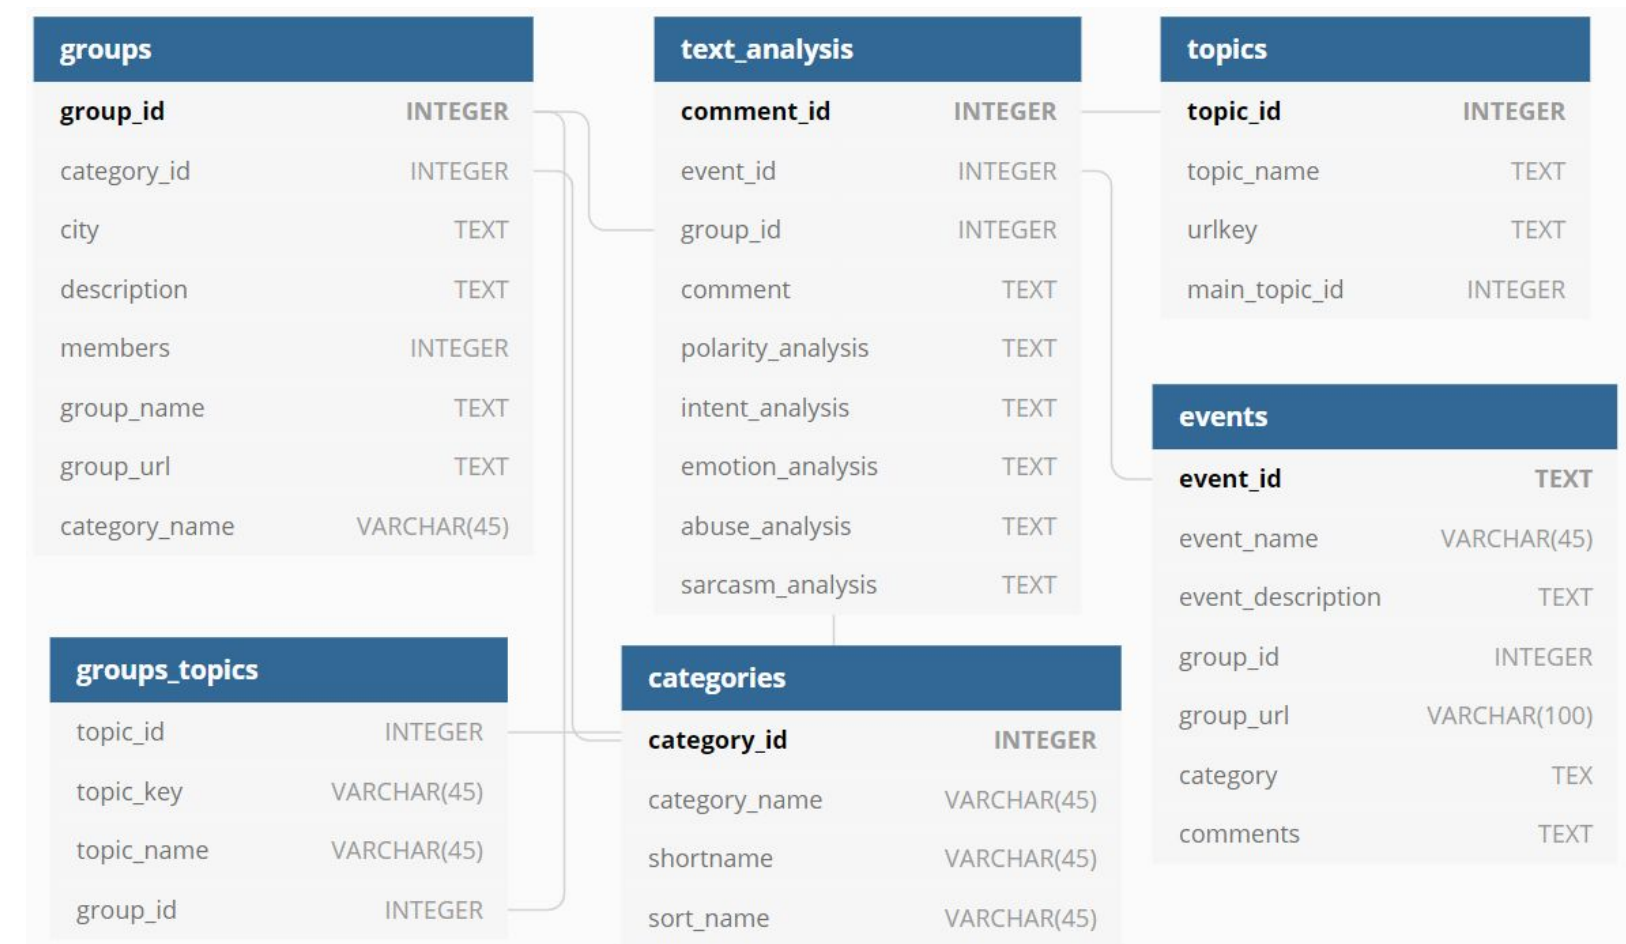 groups
group_id INTEGER
category_id INTEGER
city TEXT
description TEXT
members INTEGER
group_name TEXT
group_url TEXT
category_name VARCHAR(45)
text_analysis
comment_id INTEGER
event_id INTEGER
group_id INTEGER
comment TEXT
polarity_analysis TEXT
intent_analysis TEXT
emotion_analysis TEXT
abuse_analysis TEXT
sarcasm_analysis TEXT
topics
topic_id INTEGER
topic_name TEXT
urlkey TEXT
main_topic_id INTEGER
events
event_id TEXT
event_name VARCHAR(45)
event_description TEXT
group_id INTEGER
group_url VARCHAR(100)
category TEX
comments TEXT
groups_topics
topic_id INTEGER
topic_key VARCHAR(45)
topic_name VARCHAR(45)
group_id INTEGER
categories
category_id INTEGER
category_name VARCHAR(45)
shortname VARCHAR(45)
sort_name VARCHAR(45)